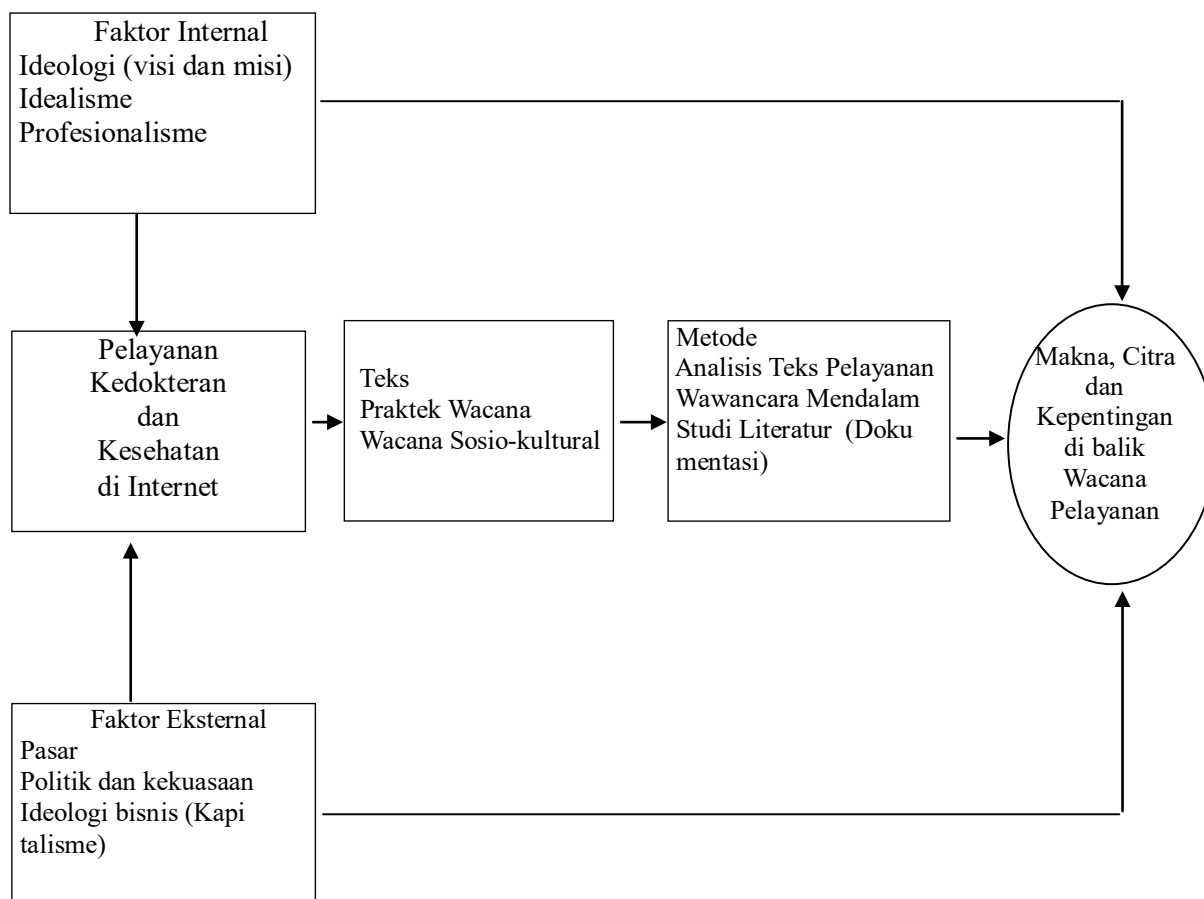 Faktor Internal
Ideologi (visi dan misi)
Idealisme
Profesionalisme
Pelayanan
Kedokteran
dan
Kesehatan
di Internet
Teks
Praktek Wacana
Wacana Sosio-kultural
Metode
Analisis Teks Pelayanan
Wawancara Mendalam
Studi Literatur (Doku
mentasi)
Makna, Citra
dan
Kepentingan
di balik
Wacana
Pelayanan
Faktor Eksternal
Pasar
Politik dan kekuasaan
Ideologi bisnis (Kapi
talisme)